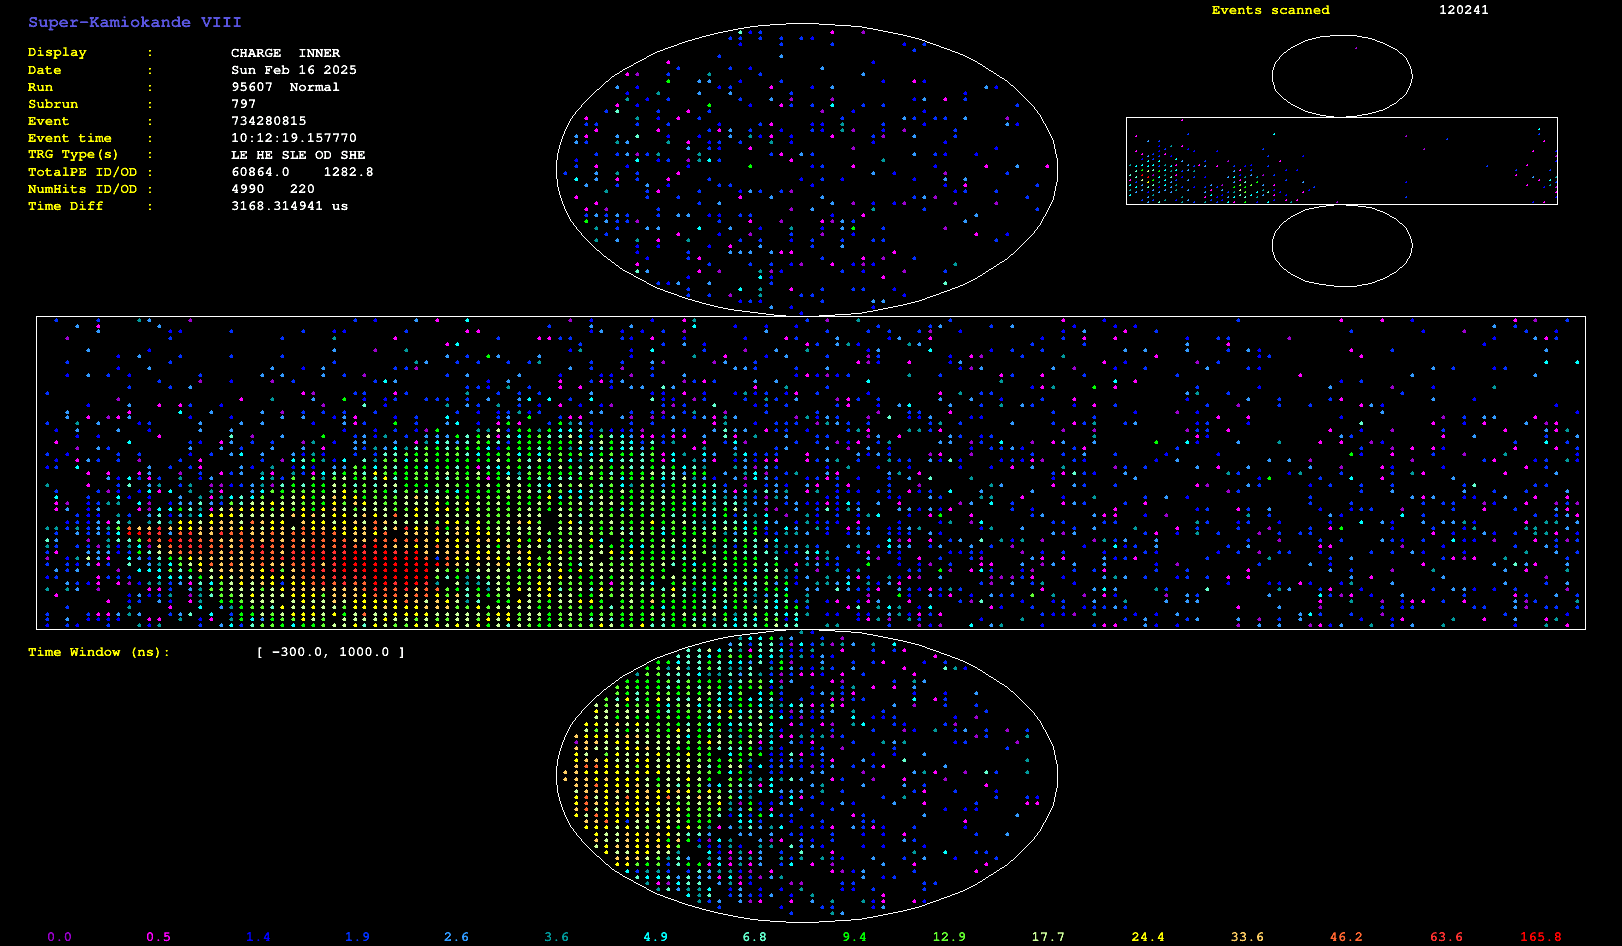 Super-Kamiokande VIII
Events scanned 120241
Display : CHARGE INNER
Date : Sun Feb 16 2025
Run : 95607 Normal
Subrun : 797
Event : 734280815
Event time : 10:12:19.157770
TRG Type(s) : LE HE SLE OD SHE
TotalPE ID/OD : 60864.0 1282.8
NumHits ID/OD : 4990 220
Time Diff : 3168.314941 us
Time Window (ns): [ -300.0, 1000.0 ]
0.0 0.5 1.4 1.9 2.6 3.6 4.9 6.8 9.4 12.9 17.7 24.4 33.6 46.2 63.6 165.8